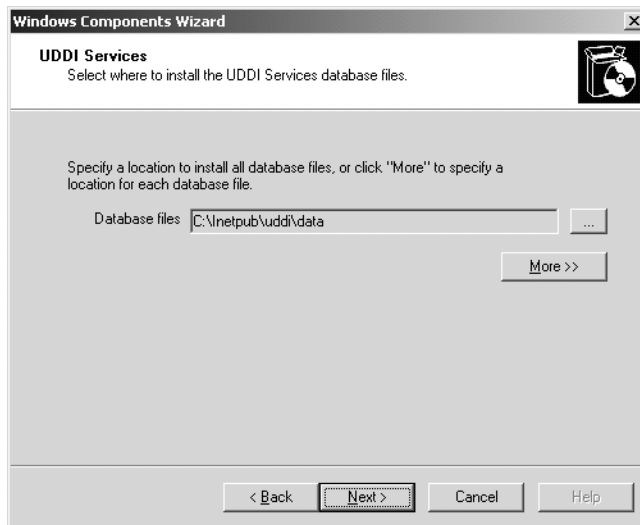 Windows Components Wizard
UDDI Services
Select where to install the UDDI Services database files.
Specify a location to install all database files, or click "More" to specify a
location for each database file.
Database files C:\Inetpub\uddi\data ...
More >>
< Back Next > Cancel Help